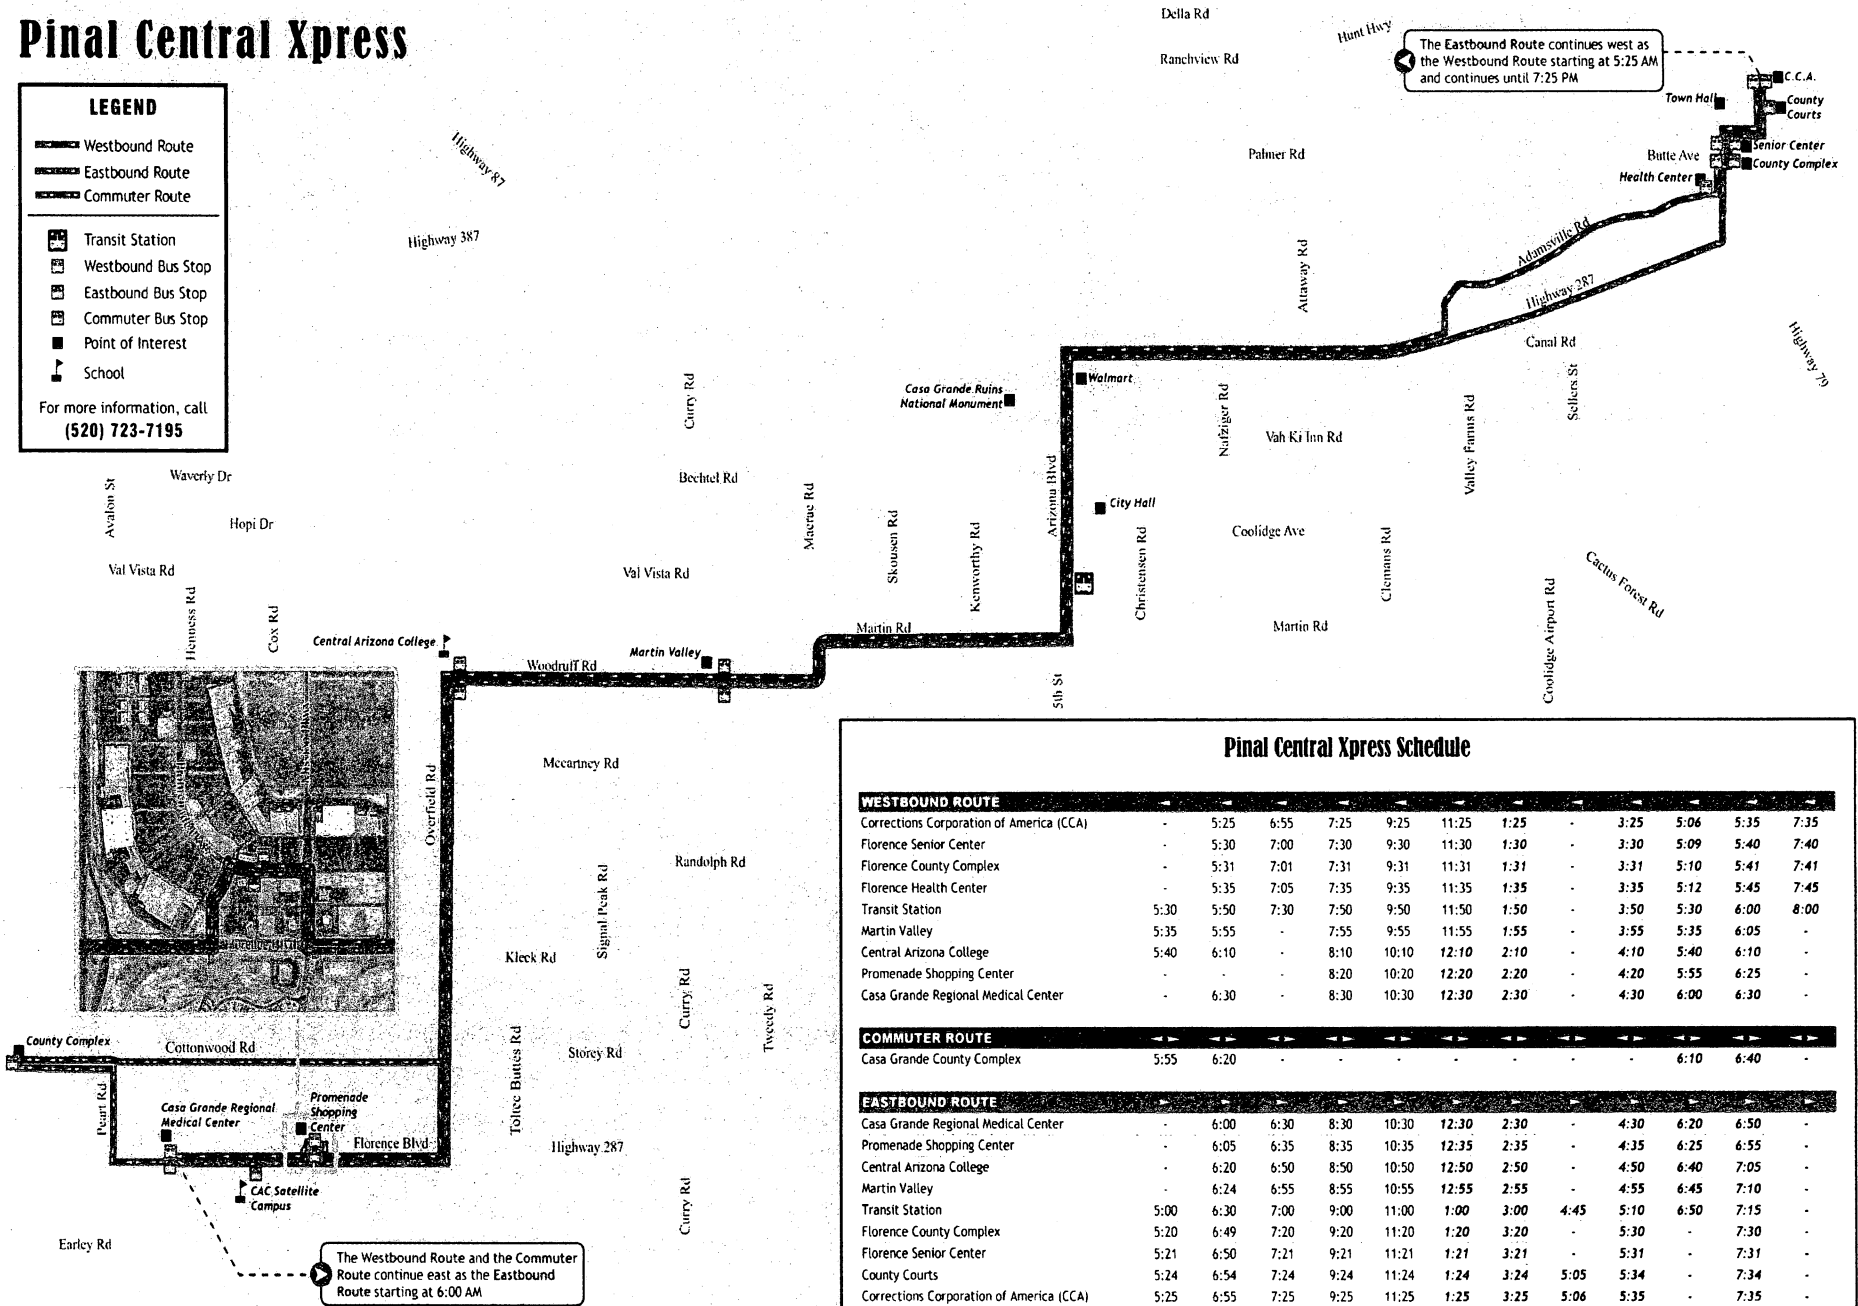 Pinal Central Xpress
LEGEND
Westbound Route
Eastbound Route
Commuter Route
Transit Station
Westbound Bus Stop
Eastbound Bus Stop
Commuter Bus Stop
Point of Interest
School
For more information, call
(520) 723-7195
Della Rd
Hunt Hwy
Ranchview Rd
The Eastbound Route continues west as
the Westbound Route starting at 5:25 AM
and continues until 7:25 PM
C.C.A.
Town Hall
County
Courts
Senior Center
Butte Ave
County Complex
Health Center
Palmer Rd
Highway 87
Highway 387
Attaway Rd
Adamsville Rd
Highway 287
Canal Rd
Highway 79
Sellers St
Walmart
Casa Grande Ruins
National Monument
Curry Rd
Nafziger Rd
Vah Ki Inn Rd
Valley Farms Rd
Waverly Dr
Avalon St
Hopi Dr
Bechtel Rd
Macrae Rd
Skousen Rd
Kenworthy Rd
Arizona Blvd
City Hall
Christensen Rd
Coolidge Ave
Clemans Rd
Cactus Forest Rd
Coolidge Airport Rd
Val Vista Rd
Val Vista Rd
Henness Rd
Cox Rd
Central Arizona College
Martin Valley
Woodruff Rd
Martin Rd
Martin Rd
5th St
Mccartney Rd
Overfield Rd
Randolph Rd
Signal Peak Rd
Kleck Rd
Curry Rd
Tweedy Rd
County Complex
Cottonwood Rd
Storey Rd
Toltec Buttes Rd
Peart Rd
Casa Grande Regional
Medical Center
Promenade
Shopping
Center
Florence Blvd
Highway 287
CAC Satellite
Campus
Curry Rd
Earley Rd
The Westbound Route and the Commuter
Route continue east as the Eastbound
Route starting at 6:00 AM
Pinal Central Xpress Schedule
WESTBOUND ROUTE
Corrections Corporation of America (CCA) - 5:25 6:55 7:25 9:25 11:25 1:25 - 3:25 5:06 5:35 7:35
Florence Senior Center - 5:30 7:00 7:30 9:30 11:30 1:30 - 3:30 5:09 5:40 7:40
Florence County Complex - 5:31 7:01 7:31 9:31 11:31 1:31 - 3:31 5:10 5:41 7:41
Florence Health Center - 5:35 7:05 7:35 9:35 11:35 1:35 - 3:35 5:12 5:45 7:45
Transit Station 5:30 5:50 7:30 7:50 9:50 11:50 1:50 - 3:50 5:30 6:00 8:00
Martin Valley 5:35 5:55 - 7:55 9:55 11:55 1:55 - 3:55 5:35 6:05 -
Central Arizona College 5:40 6:10 - 8:10 10:10 12:10 2:10 - 4:10 5:40 6:10 -
Promenade Shopping Center - - - 8:20 10:20 12:20 2:20 - 4:20 5:55 6:25 -
Casa Grande Regional Medical Center - 6:30 - 8:30 10:30 12:30 2:30 - 4:30 6:00 6:30 -
COMMUTER ROUTE
Casa Grande County Complex 5:55 6:20 - - - - - - - 6:10 6:40 -
EASTBOUND ROUTE
Casa Grande Regional Medical Center - 6:00 6:30 8:30 10:30 12:30 2:30 - 4:30 6:20 6:50 -
Promenade Shopping Center - 6:05 6:35 8:35 10:35 12:35 2:35 - 4:35 6:25 6:55 -
Central Arizona College - 6:20 6:50 8:50 10:50 12:50 2:50 - 4:50 6:40 7:05 -
Martin Valley - 6:24 6:55 8:55 10:55 12:55 2:55 - 4:55 6:45 7:10 -
Transit Station 5:00 6:30 7:00 9:00 11:00 1:00 3:00 4:45 5:10 6:50 7:15 -
Florence County Complex 5:20 6:49 7:20 9:20 11:20 1:20 3:20 - 5:30 - 7:30 -
Florence Senior Center 5:21 6:50 7:21 9:21 11:21 1:21 3:21 - 5:31 - 7:31 -
County Courts 5:24 6:54 7:24 9:24 11:24 1:24 3:24 5:05 5:34 - 7:34 -
Corrections Corporation of America (CCA) 5:25 6:55 7:25 9:25 11:25 1:25 3:25 5:06 5:35 - 7:35 -